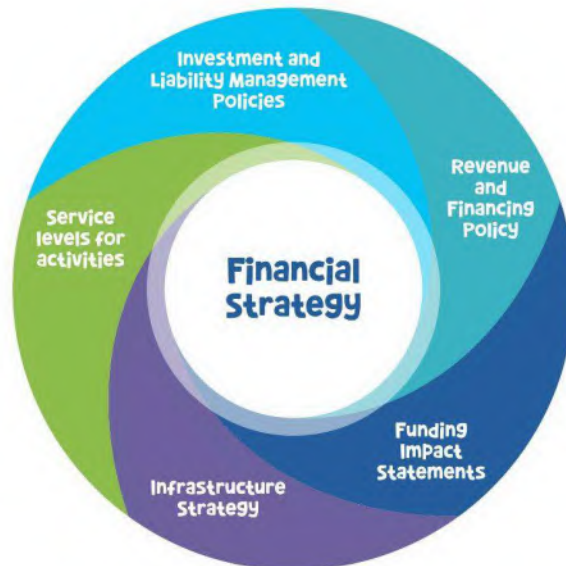 Investment and
Liability Management
Policies
Revenue
and
Financing
Policy
Service
levels for
activities
Financial
Strategy
Funding
Impact
Statements
Infrastructure
Strategy